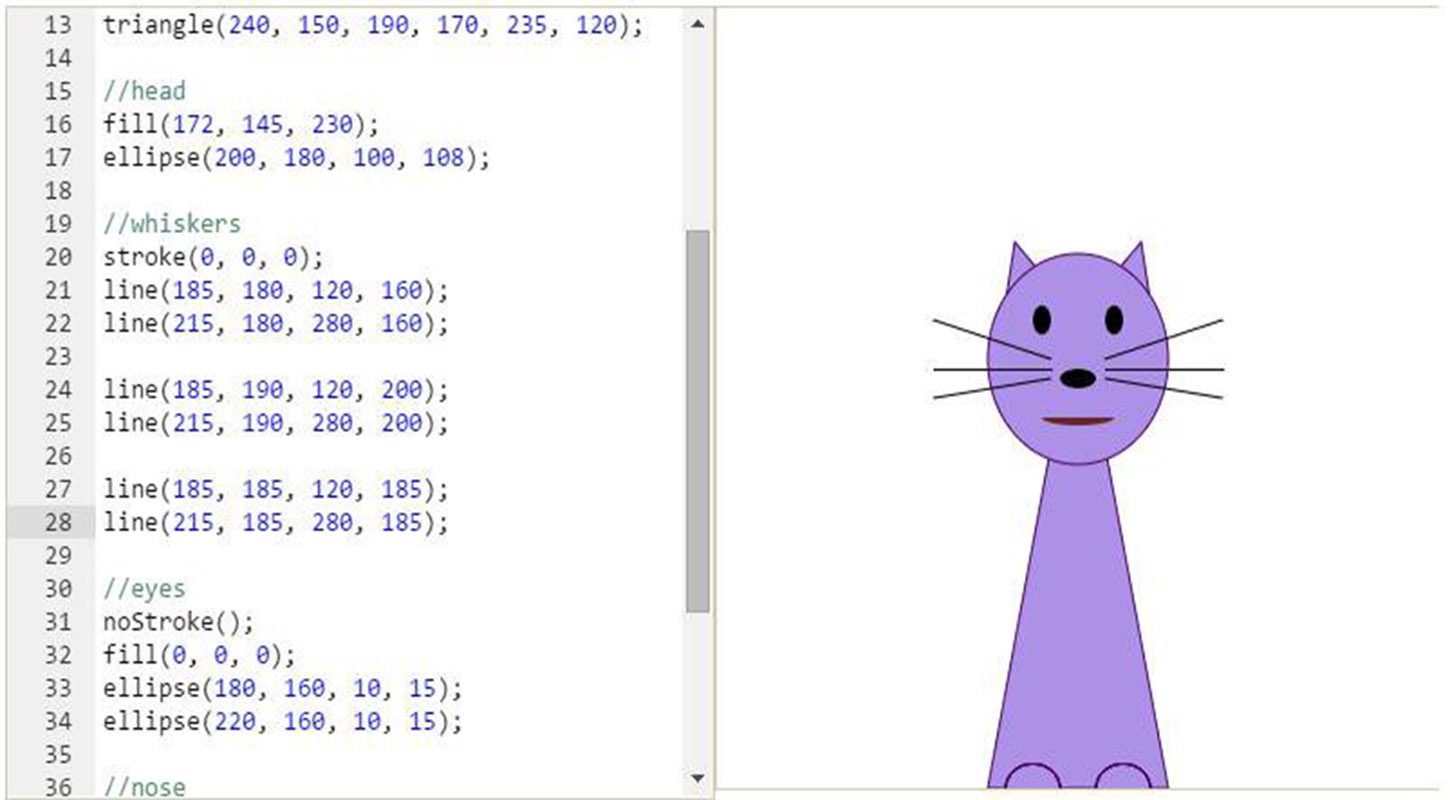 13 triangle(240, 150, 190, 170, 235, 120);
14
15 //head
16 fill(172, 145, 230);
17 ellipse(200, 180, 100, 108);
18
19 //whiskers
20 stroke(0, 0, 0);
21 line(185, 180, 120, 160);
22 line(215, 180, 280, 160);
23
24 line(185, 190, 120, 200);
25 line(215, 190, 280, 200);
26
27 line(185, 185, 120, 185);
28 line(215, 185, 280, 185);
29
30 //eyes
31 noStroke();
32 fill(0, 0, 0);
33 ellipse(180, 160, 10, 15);
34 ellipse(220, 160, 10, 15);
35
36 //nose